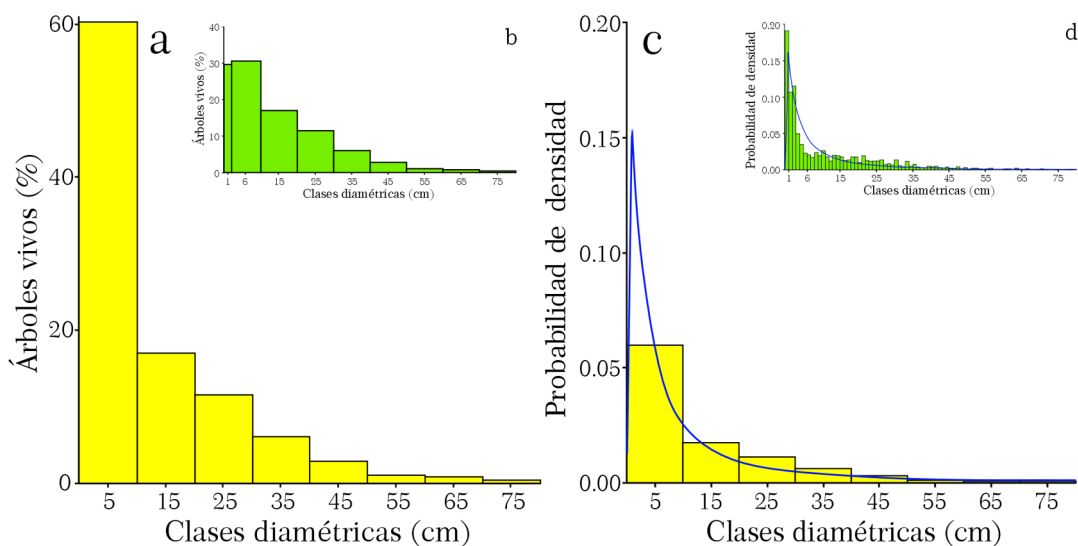 a
Árboles vivos (%)
60
40
20
0
5 15 25 35 45 55 65 75
Clases diamétricas (cm)
b
Árboles vivos (%)
40
30
20
10
0
1 6 15 25 35 45 55 65 75
Clases diamétricas (cm)
c
Probabilidad de densidad
0.20
0.15
0.10
0.05
0.00
5 15 25 35 45 55 65 75
Clases diamétricas (cm)
d
Probabilidad de densidad
0.20
0.15
0.10
0.05
0.00
1 6 15 25 35 45 55 65 75
Clases diamétricas (cm)